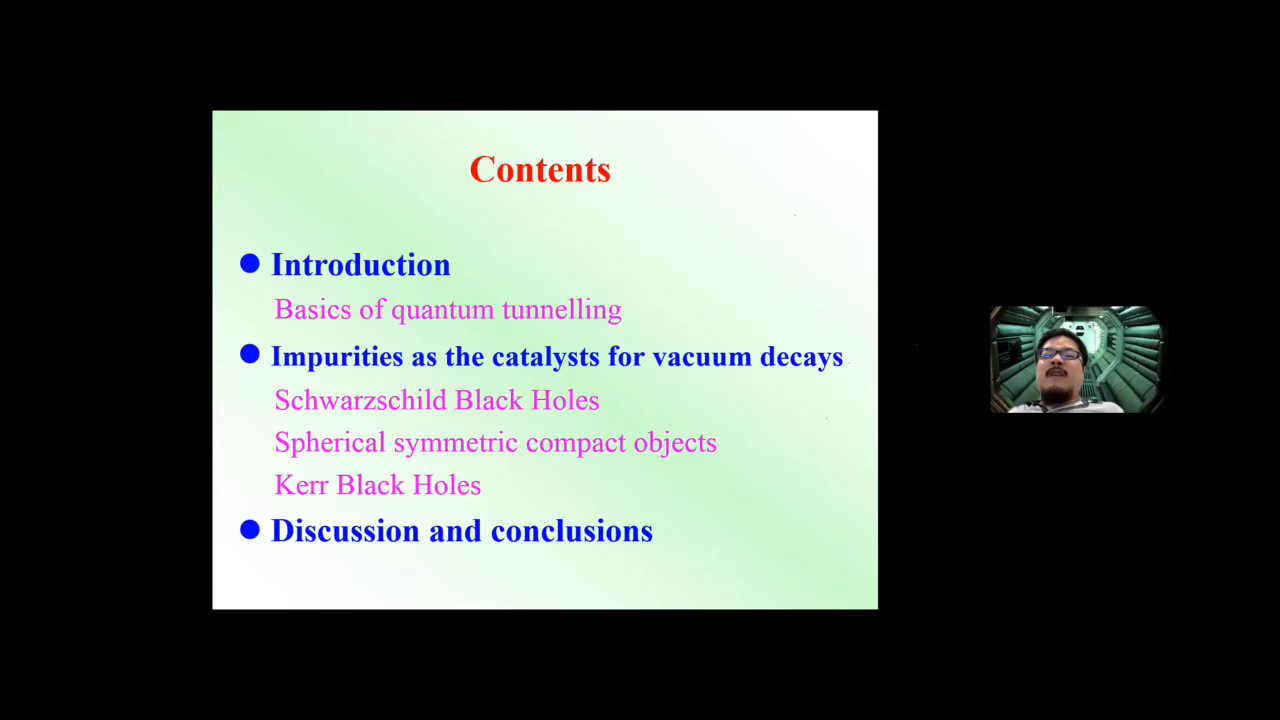 Contents
Introduction
Basics of quantum tunnelling
Impurities as the catalysts for vacuum decays
Schwarzschild Black Holes
Spherical symmetric compact objects
Kerr Black Holes
Discussion and conclusions